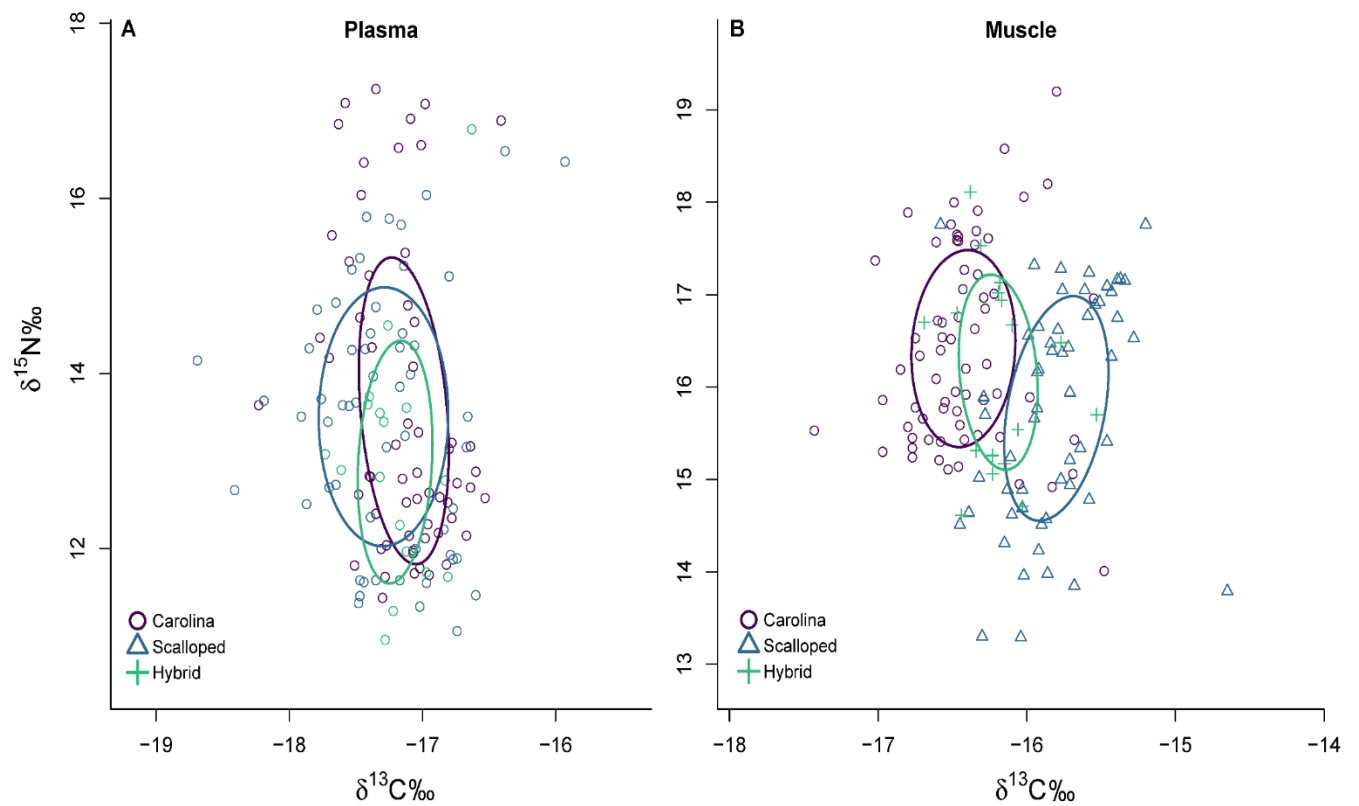 A Plasma
18
16
14
12
δ¹⁵N‰
Carolina
Scalloped
Hybrid
−19 −18 −17 −16
δ¹³C‰
B Muscle
19
18
17
16
15
14
13
Carolina
Scalloped
Hybrid
−18 −17 −16 −15 −14
δ¹³C‰